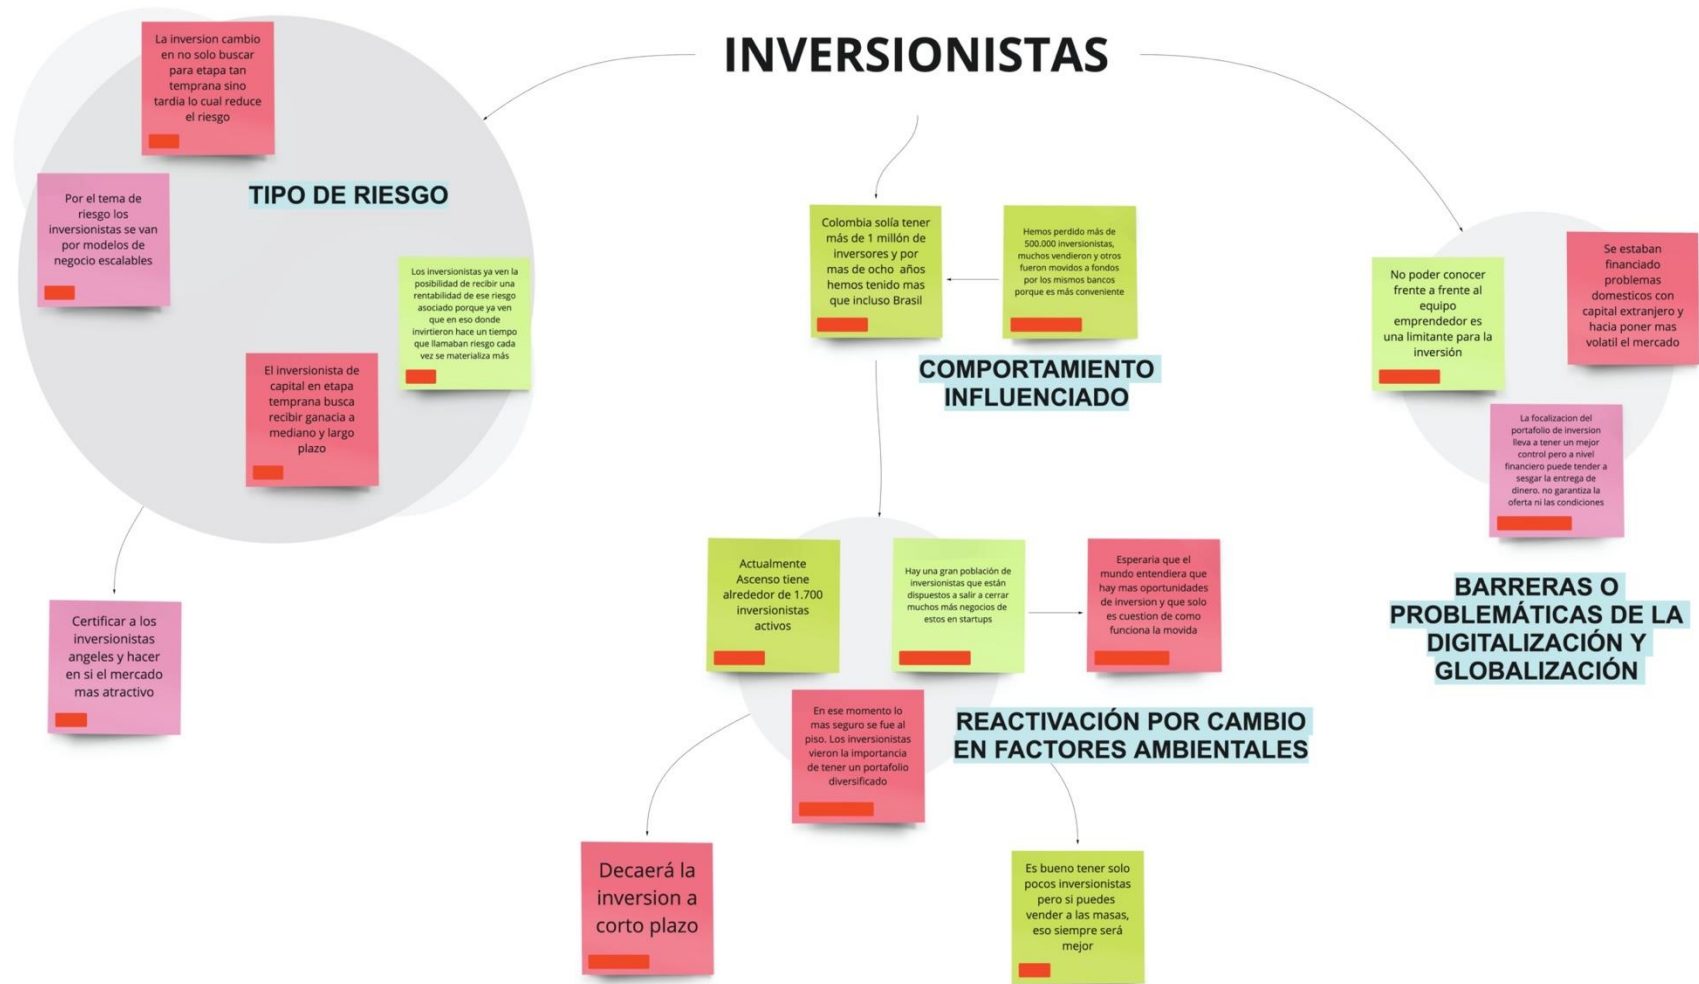 INVERSIONISTAS
La inversion cambio
en no solo buscar
para etapa tan
temprana sino
tardia lo cual reduce
el riesgo
TIPO DE RIESGO
Por el tema de
riesgo los
inversionistas se van
por modelos de
negocio escalables
Los inversionistas ya ven la
posibilidad de recibir una
rentabilidad de ese riesgo
asociado porque ya ven
que en eso donde
invirtieron hace un tiempo
que llamaban riesgo cada
vez se materializa más
El inversionista de
capital en etapa
temprana busca
recibir ganacia a
mediano y largo
plazo
Certificar a los
inversionistas
angeles y hacer
en si el mercado
mas atractivo
Colombia solía tener
más de 1 millón de
inversores y por
mas de ocho años
hemos tenido mas
que incluso Brasil
Hemos perdido más de
500.000 inversionistas,
muchos vendieron y otros
fueron movidos a fondos
por los mismos bancos
porque es más conveniente
COMPORTAMIENTO
INFLUENCIADO
Actualmente
Ascenso tiene
alrededor de 1.700
inversionistas
activos
Hay una gran población de
inversionistas que están
dispuestos a salir a cerrar
muchos más negocios de
estos en startups
Esperaria que el
mundo entendiera que
hay mas oportunidades
de inversion y que solo
es cuestion de como
funciona la movida
En ese momento lo
mas seguro se fue al
piso. Los inversionistas
vieron la importancia
de tener un portafolio
diversificado
REACTIVACIÓN POR CAMBIO
EN FACTORES AMBIENTALES
Decaerá la
inversion a
corto plazo
Es bueno tener solo
pocos inversionistas
pero si puedes
vender a las masas,
eso siempre será
mejor
No poder conocer
frente a frente al
equipo
emprendedor es
una limitante para la
inversión
Se estaban
financiado
problemas
domesticos con
capital extranjero y
hacia poner mas
volatil el mercado
La focalizacion del
portafolio de inversion
lleva a tener un mejor
control pero a nivel
financiero puede tender a
sesgar la entrega de
dinero. no garantiza la
oferta ni las condiciones
BARRERAS O
PROBLEMÁTICAS DE LA
DIGITALIZACIÓN Y
GLOBALIZACIÓN